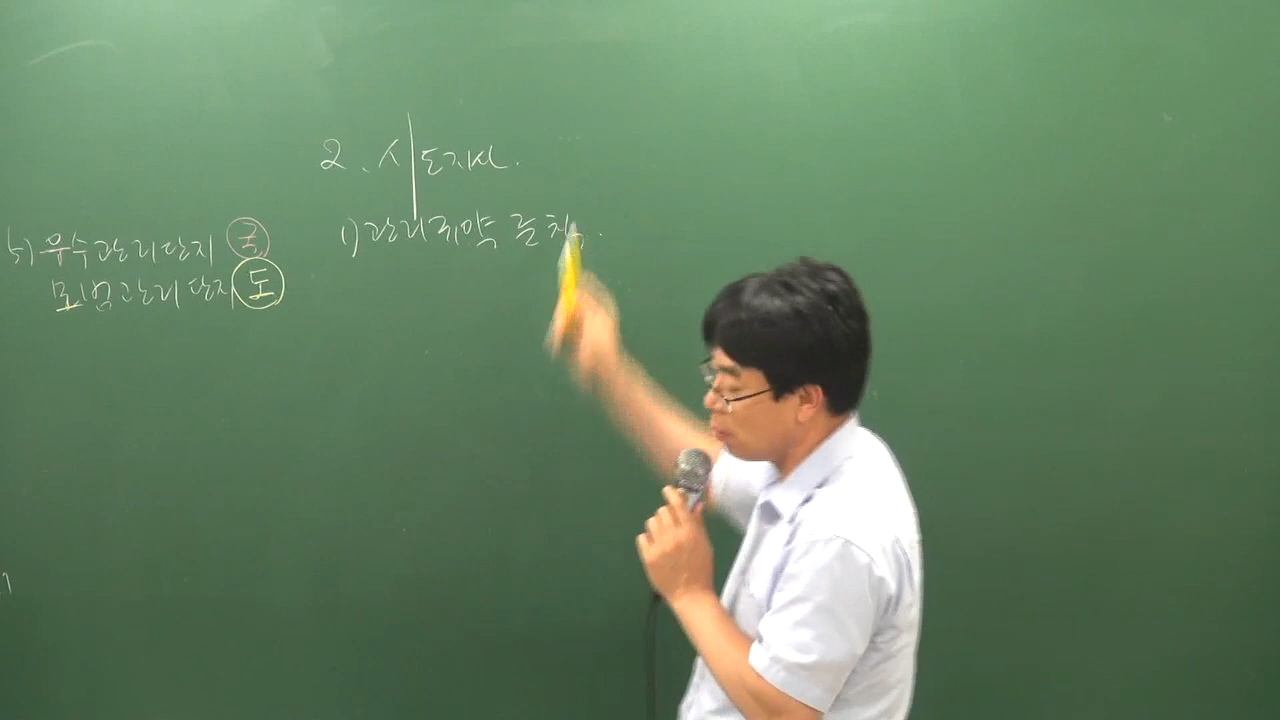 5) 우수관리단지 국
모범관리단지 도
2. 시 도지사.
1) 관리규약 준칙.